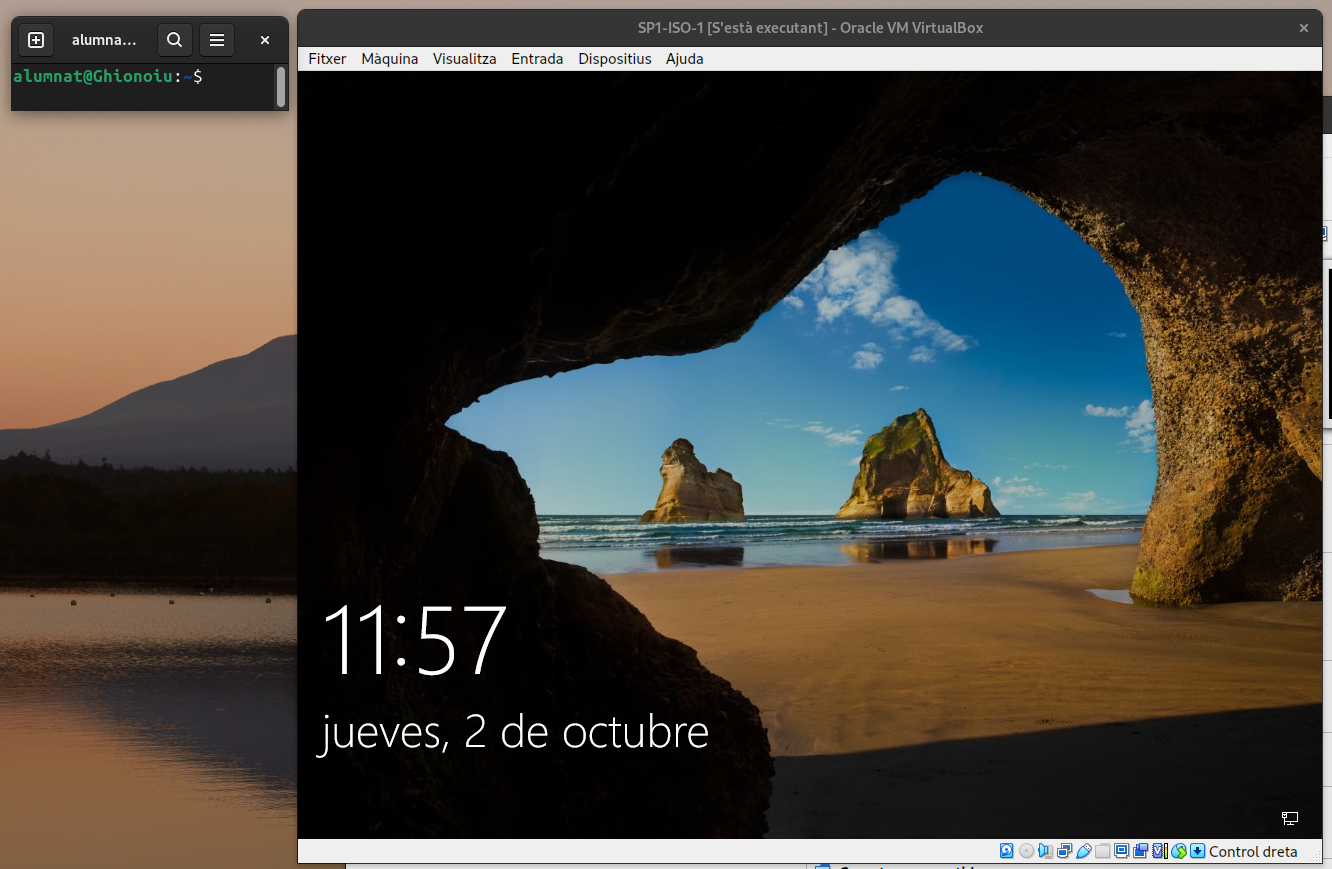 alumna...
alumnat@Ghionoiu:~$
SP1-ISO-1 [S'està executant] - Oracle VM VirtualBox
Fitxer Màquina Visualitza Entrada Dispositius Ajuda
11:57
jueves, 2 de octubre
Control dreta